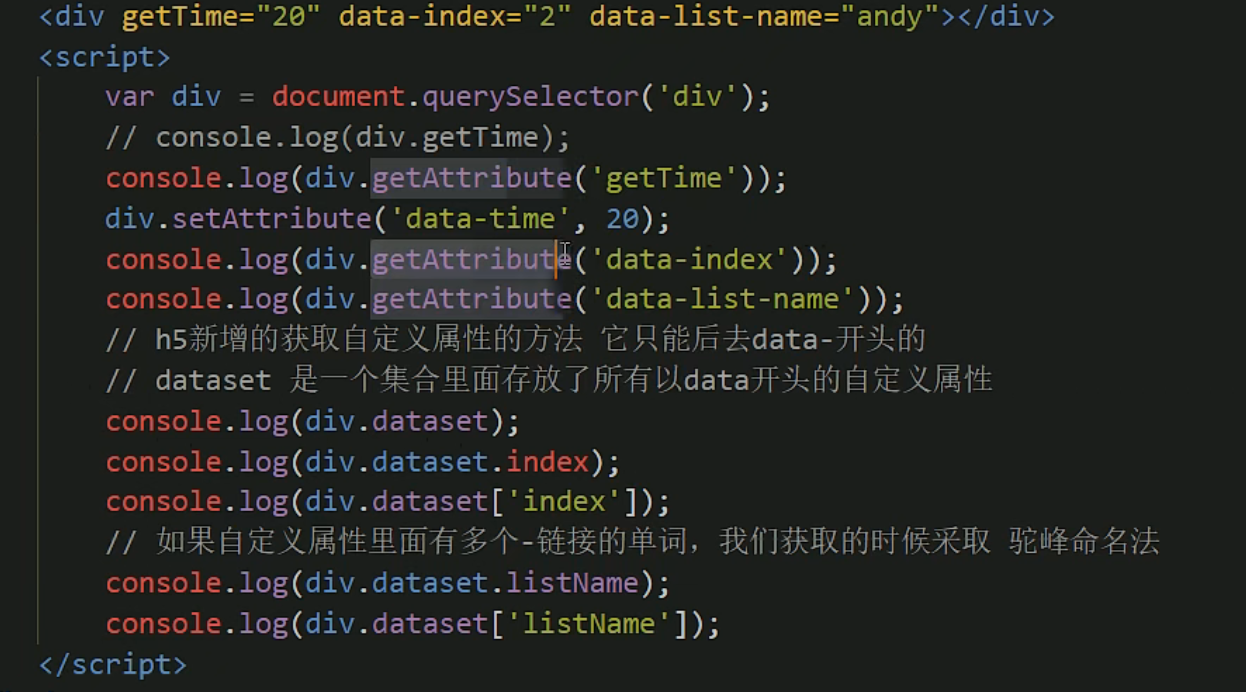 <div getTime="20" data-index="2" data-list-name="andy"></div>
<script>
var div = document.querySelector('div');
// console.log(div.getTime);
console.log(div.getAttribute('getTime'));
div.setAttribute('data-time', 20);
console.log(div.getAttribute('data-index'));
console.log(div.getAttribute('data-list-name'));
// h5新增的获取自定义属性的方法 它只能后去data-开头的
// dataset 是一个集合里面存放了所有以data开头的自定义属性
console.log(div.dataset);
console.log(div.dataset.index);
console.log(div.dataset['index']);
// 如果自定义属性里面有多个-链接的单词，我们获取的时候采取 驼峰命名法
console.log(div.dataset.listName);
console.log(div.dataset['listName']);
</script>